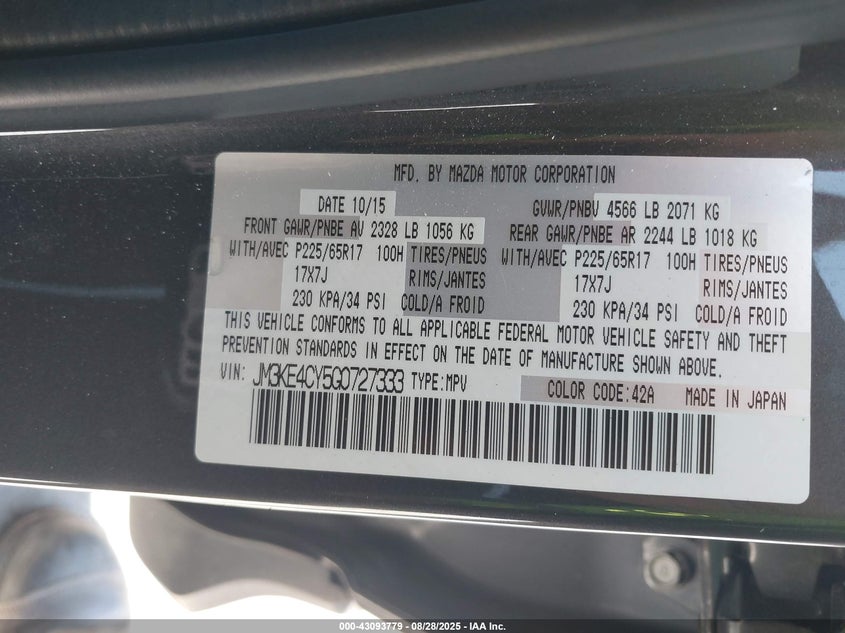 MFD. BY MAZDA MOTOR CORPORATION
DATE 10/15 GVWR/PNBV 4566 LB 2071 KG
FRONT GAWR/PNBE AV 2328 LB 1056 KG REAR GAWR/PNBE AR 2244 LB 1018 KG
WITH/AVEC P225/65R17 100H TIRES/PNEUS WITH/AVEC P225/65R17 100H TIRES/PNEUS
17X7J RIMS/JANTES 17X7J RIMS/JANTES
230 KPA/34 PSI COLD/A FROID 230 KPA/34 PSI COLD/A FROID
THIS VEHICLE CONFORMS TO ALL APPLICABLE FEDERAL MOTOR VEHICLE SAFETY AND THEFT
PREVENTION STANDARDS IN EFFECT ON THE DATE OF MANUFACTURE SHOWN ABOVE.
VIN: JM3KE4CY5G0727333 TYPE:MPV COLOR CODE:42A MADE IN JAPAN
000-43093779 - 08/28/2025 - IAA Inc.